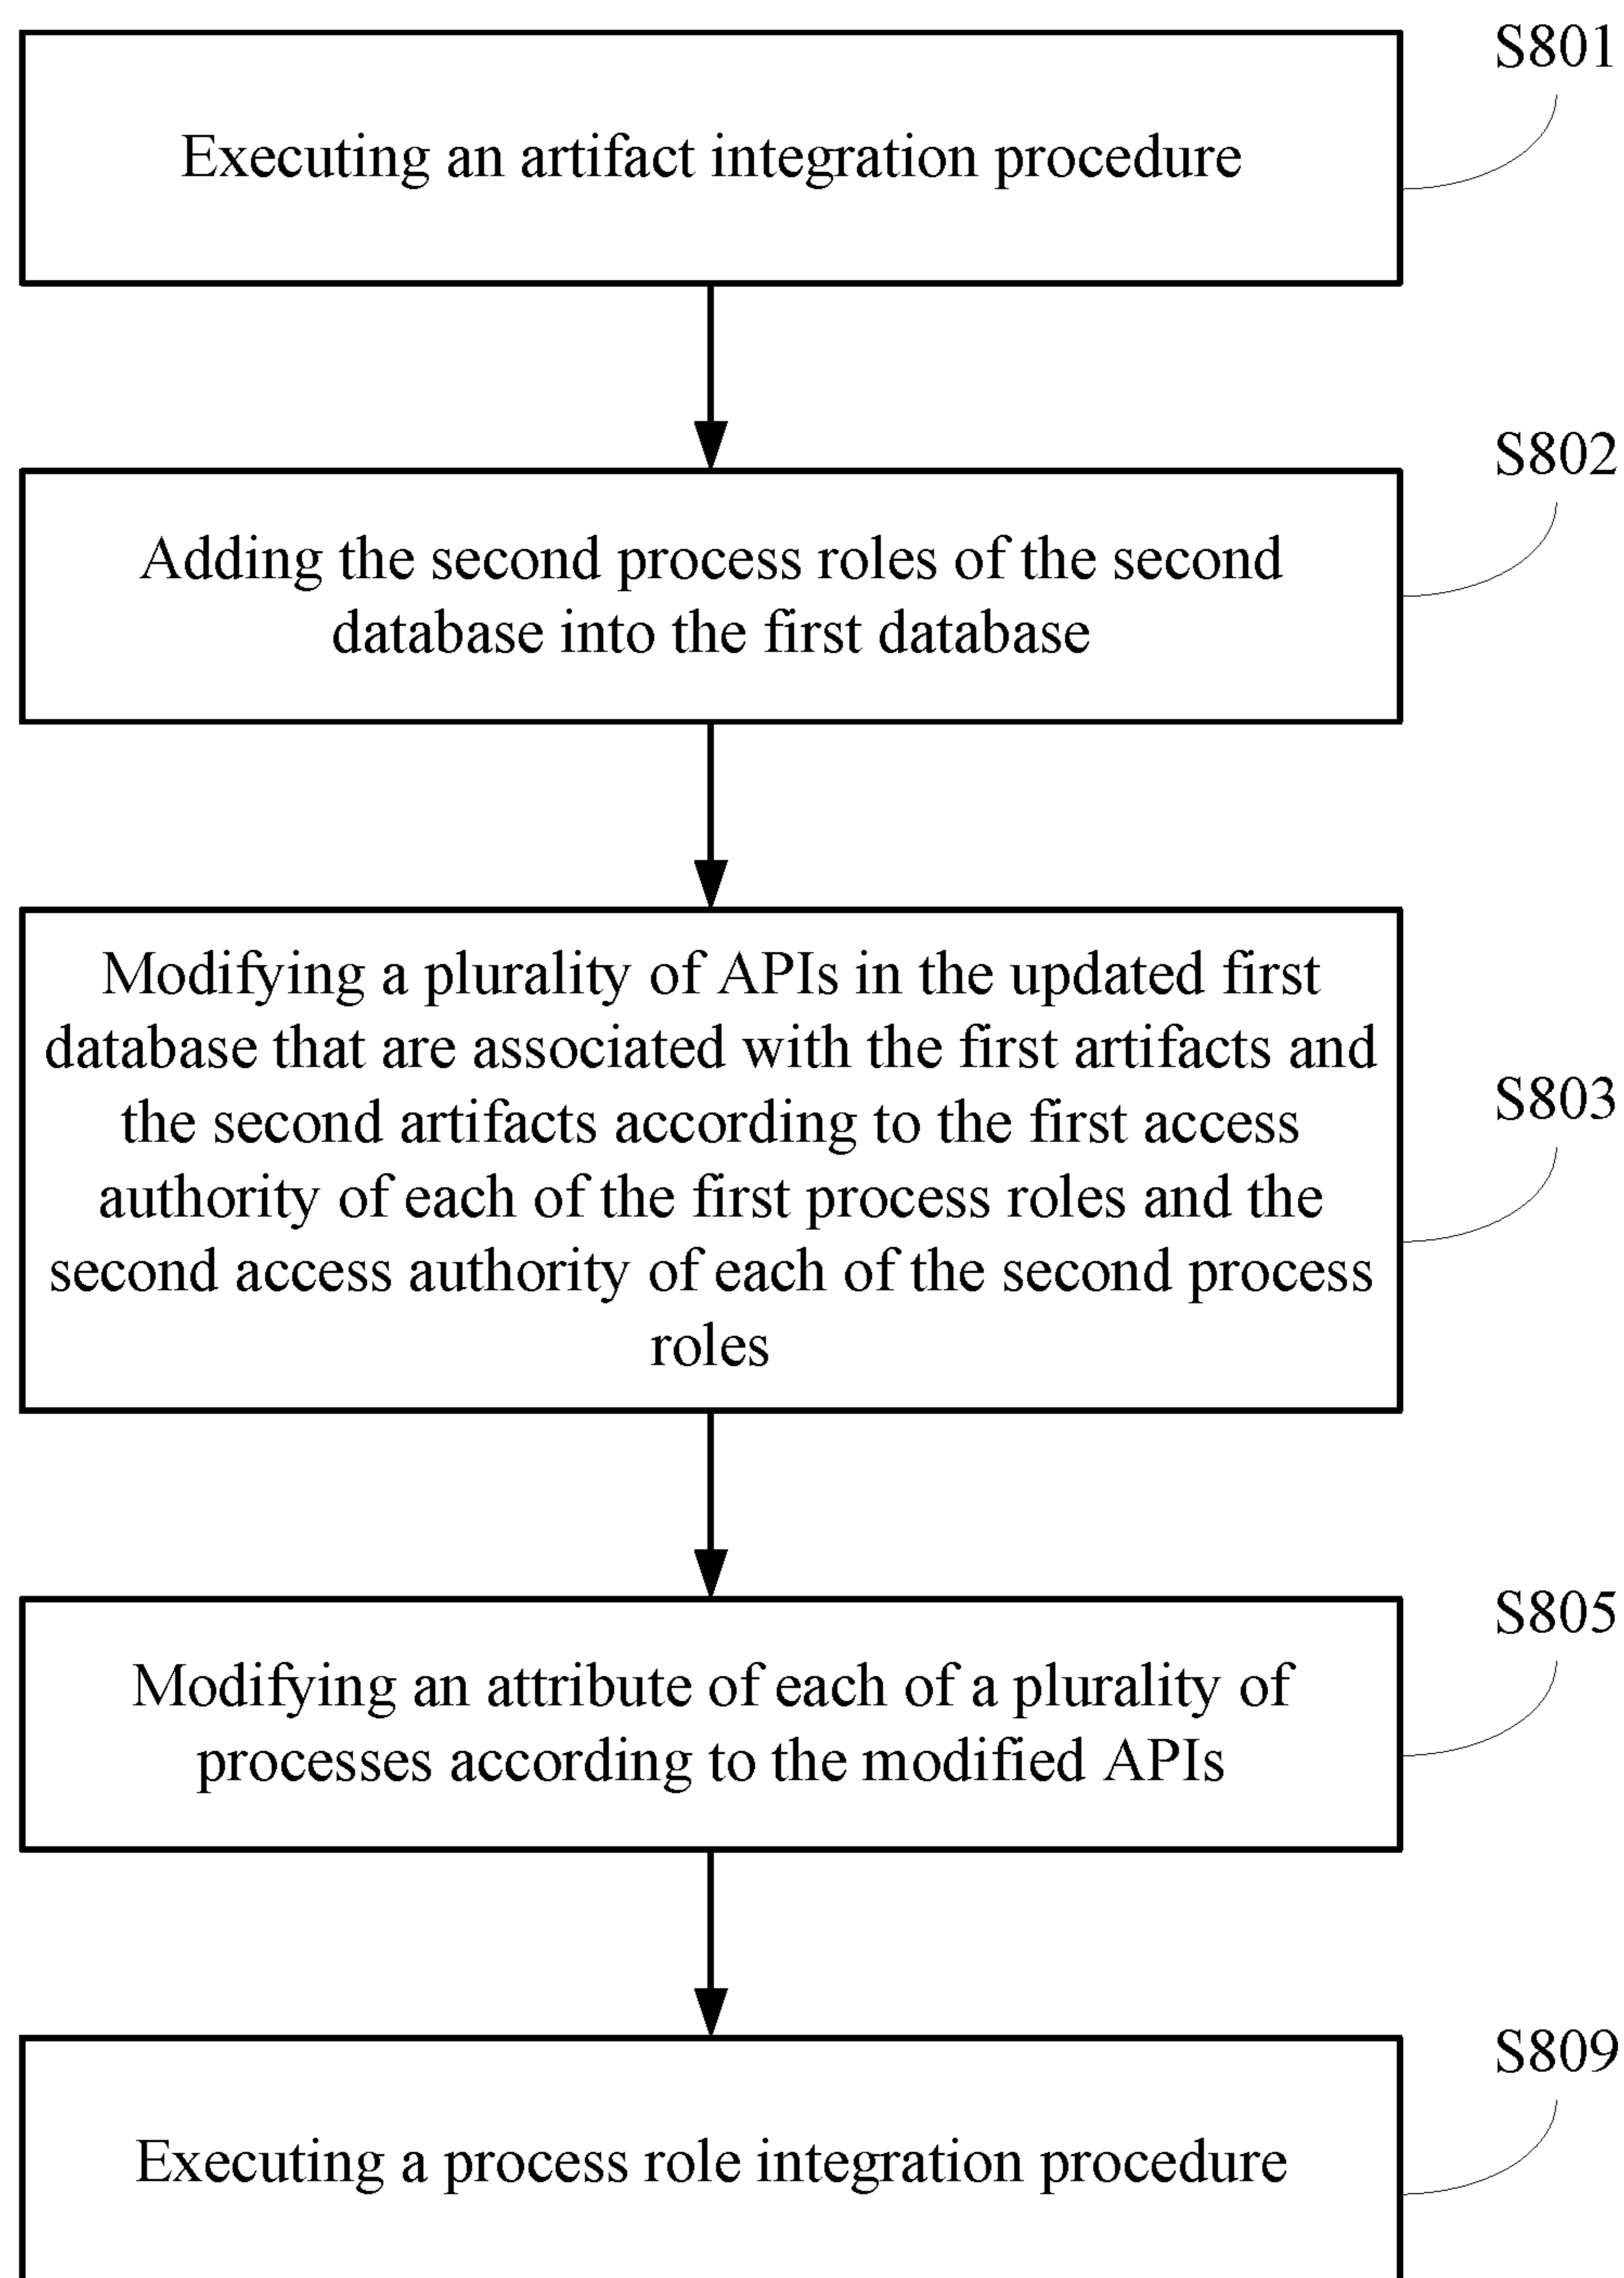 S801
Executing an artifact integration procedure
S802
Adding the second process roles of the second
database into the first database
Modifying a plurality of APIs in the updated first
database that are associated with the first artifacts and
the second artifacts according to the first access
authority of each of the first process roles and the
second access authority of each of the second process
roles
S803
S805
Modifying an attribute of each of a plurality of
processes according to the modified APIs
S809
Executing a process role integration procedure